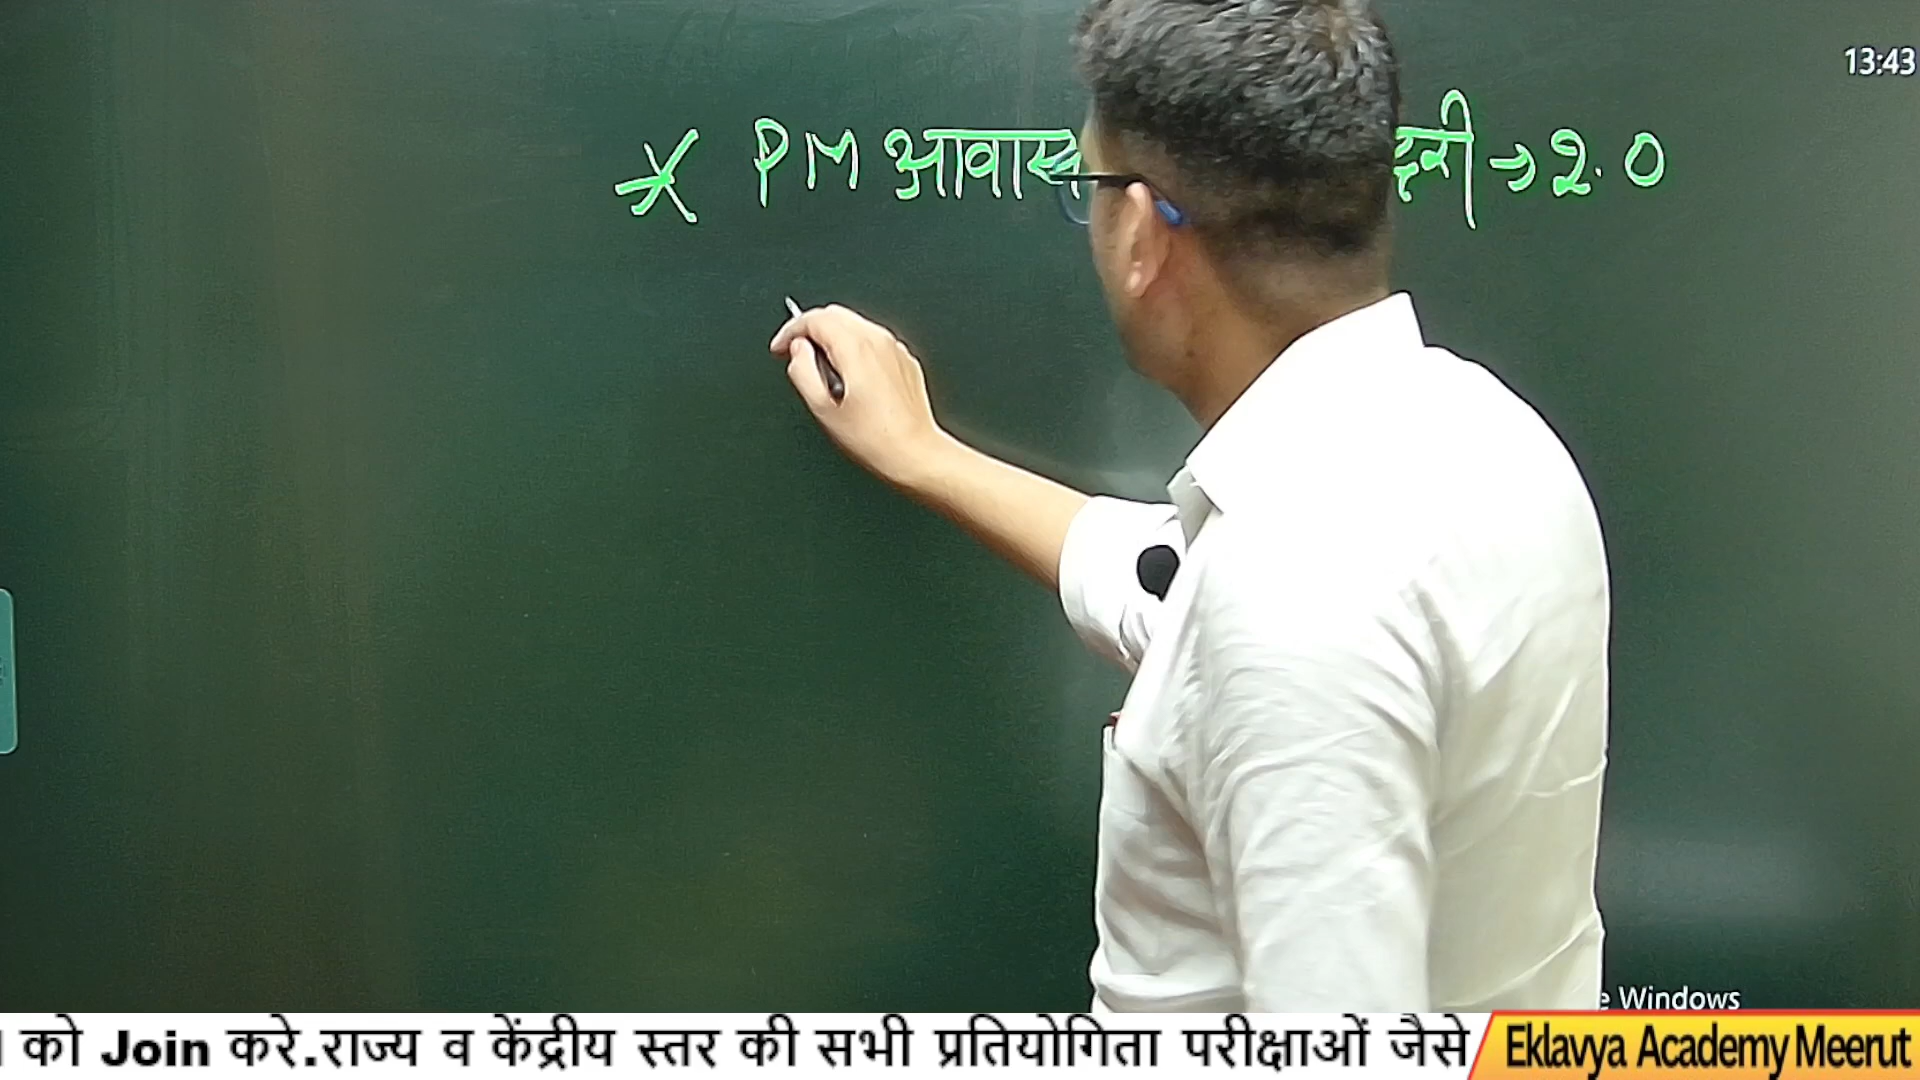 13:43
PM आवास → 2.0
Windows
को Join करे.राज्य व केंद्रीय स्तर की सभी प्रतियोगिता परीक्षाओं जैसे
Eklavya Academy Meerut